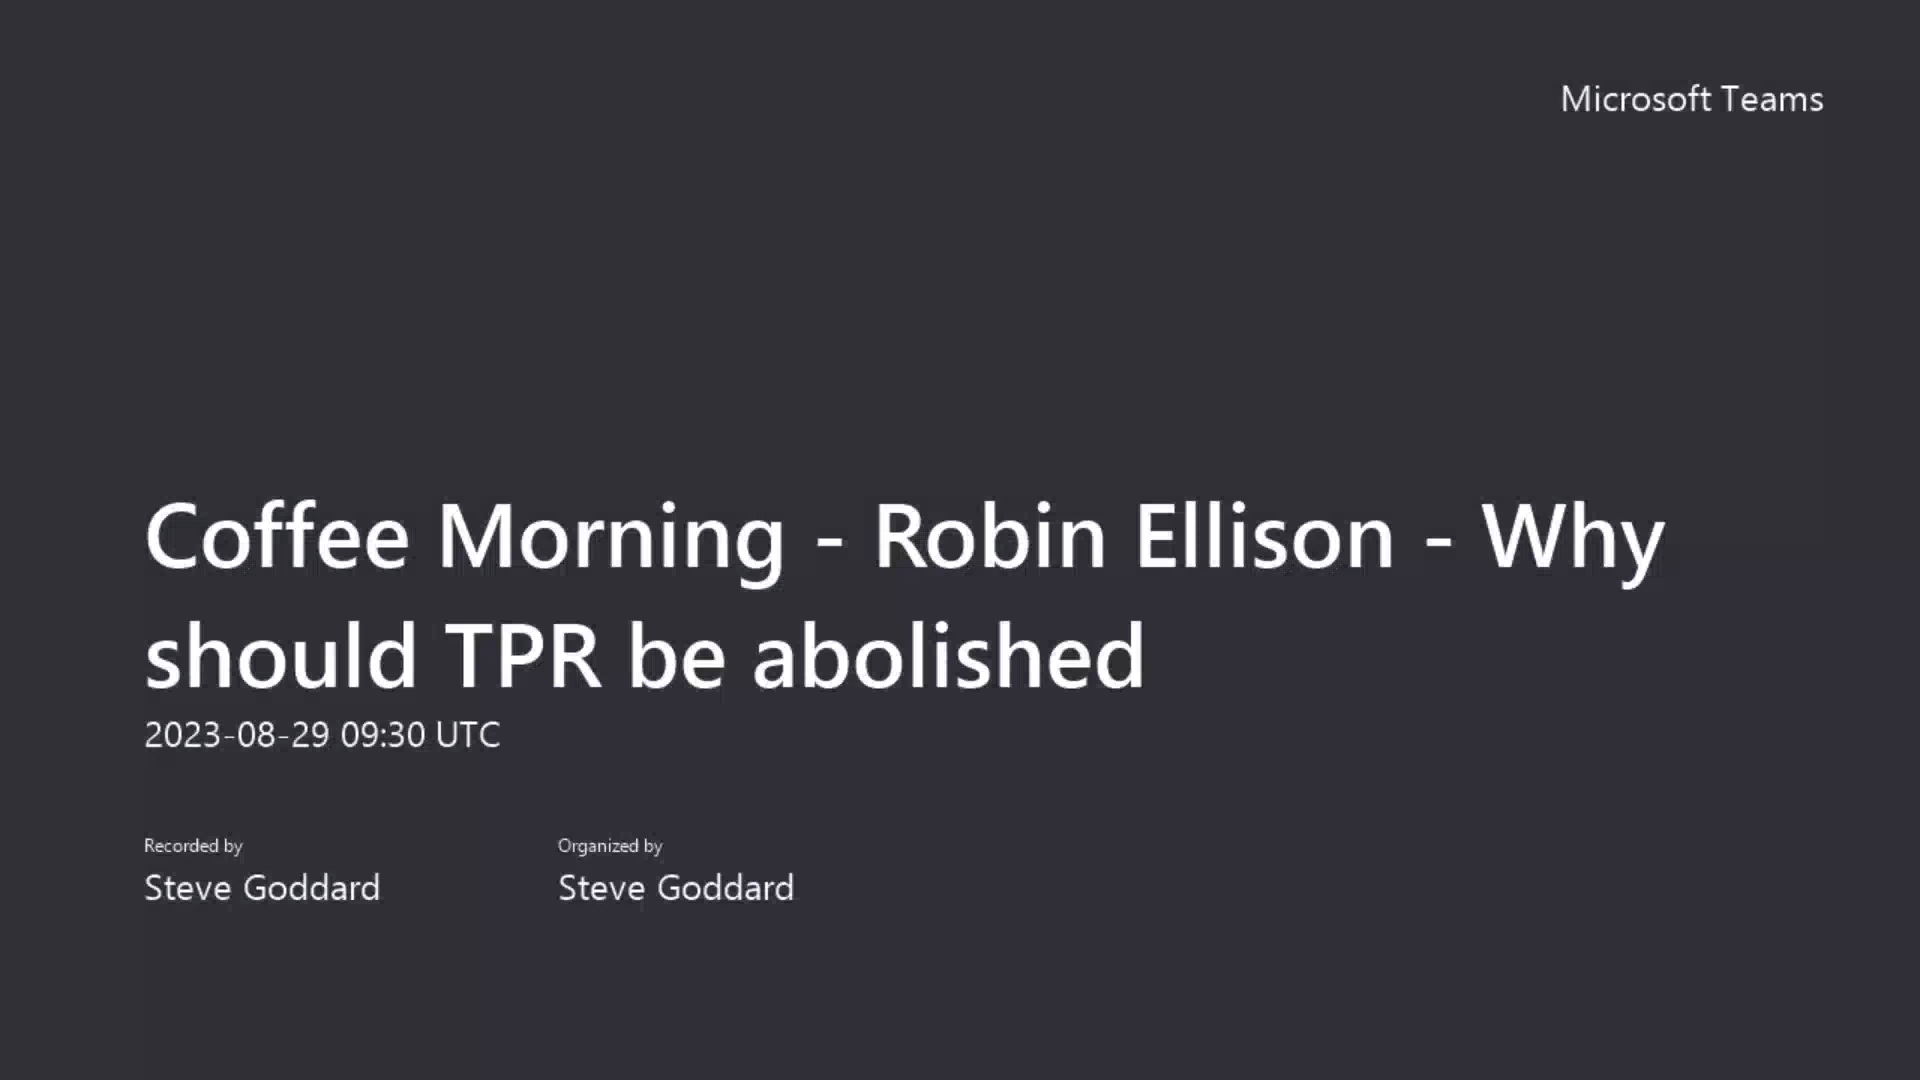 Microsoft Teams
Coffee Morning - Robin Ellison - Why
should TPR be abolished
2023-08-29 09:30 UTC
Recorded by
Steve Goddard
Organized by
Steve Goddard